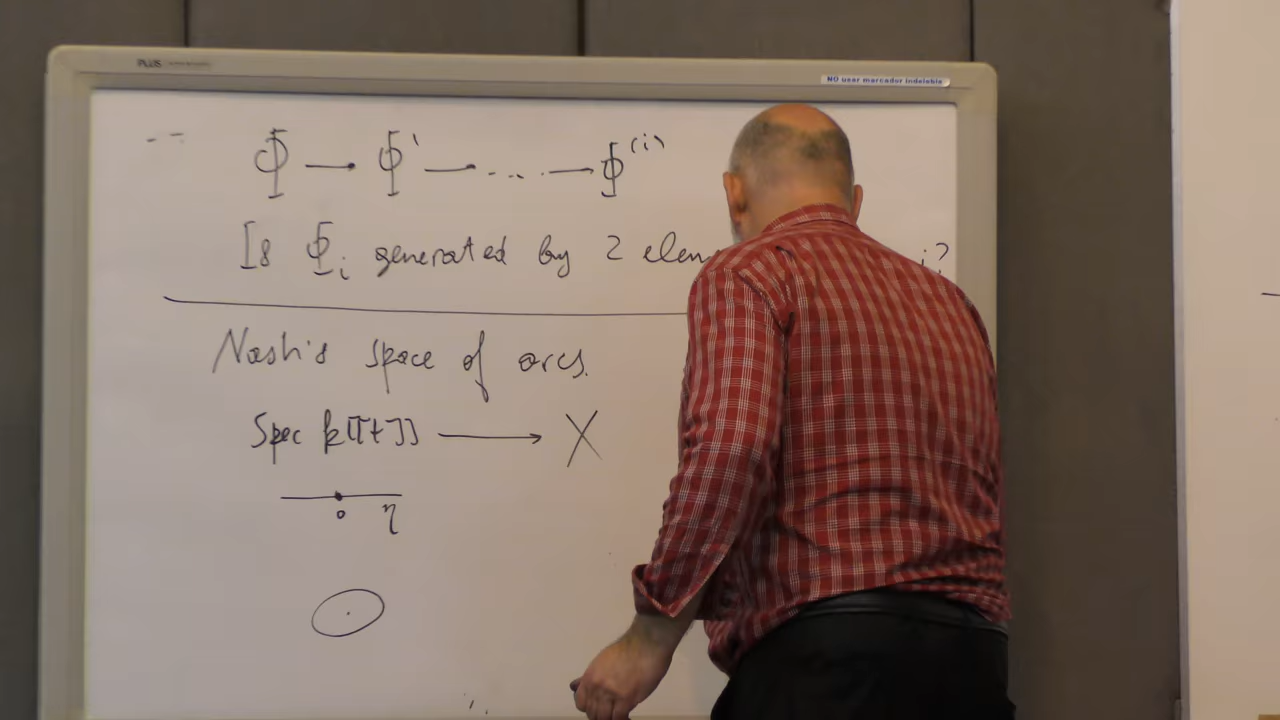 PLUS
NO usar marcador indeleble
Φ → Φ' → ... → Φ^(i)
Is Φ_i generated by 2 elem i?
Nash's space of arcs.
Spec k[[t]] → X
0 η